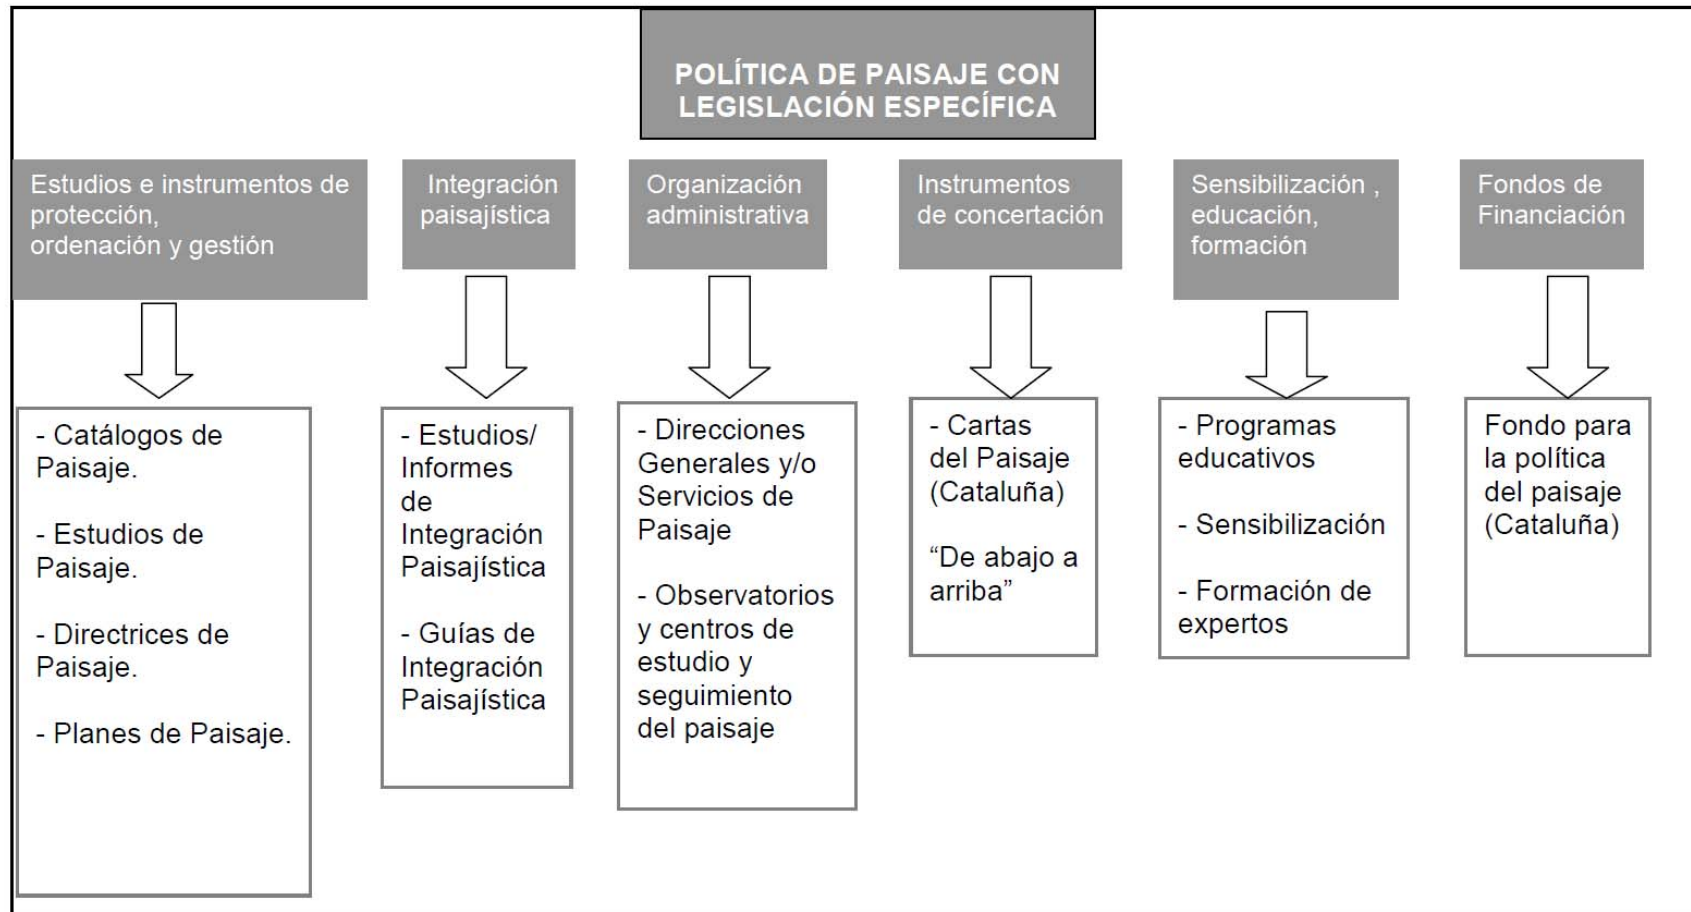 POLÍTICA DE PAISAJE CON
LEGISLACIÓN ESPECÍFICA
Estudios e instrumentos de
protección,
ordenación y gestión
Integración
paisajística
Organización
administrativa
Instrumentos
de concertación
Sensibilización ,
educación,
formación
Fondos de
Financiación
- Catálogos de
Paisaje.
- Estudios de
Paisaje.
- Directrices de
Paisaje.
- Planes de Paisaje.
- Estudios/
Informes
de
Integración
Paisajística
- Guías de
Integración
Paisajística
- Direcciones
Generales y/o
Servicios de
Paisaje
- Observatorios
y centros de
estudio y
seguimiento
del paisaje
- Cartas
del Paisaje
(Cataluña)
“De abajo a
arriba”
- Programas
educativos
- Sensibilización
- Formación de
expertos
Fondo para
la política
del paisaje
(Cataluña)